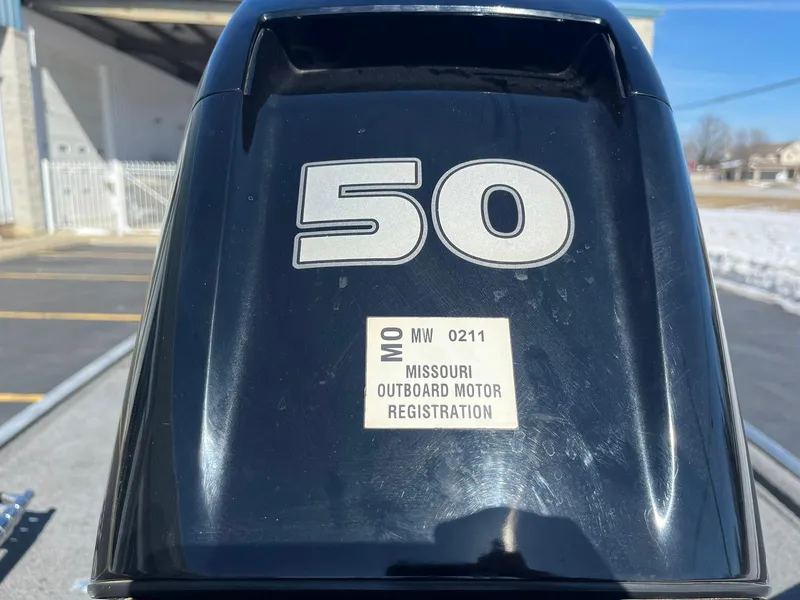 50
MO MW 0211
MISSOURI
OUTBOARD MOTOR
REGISTRATION